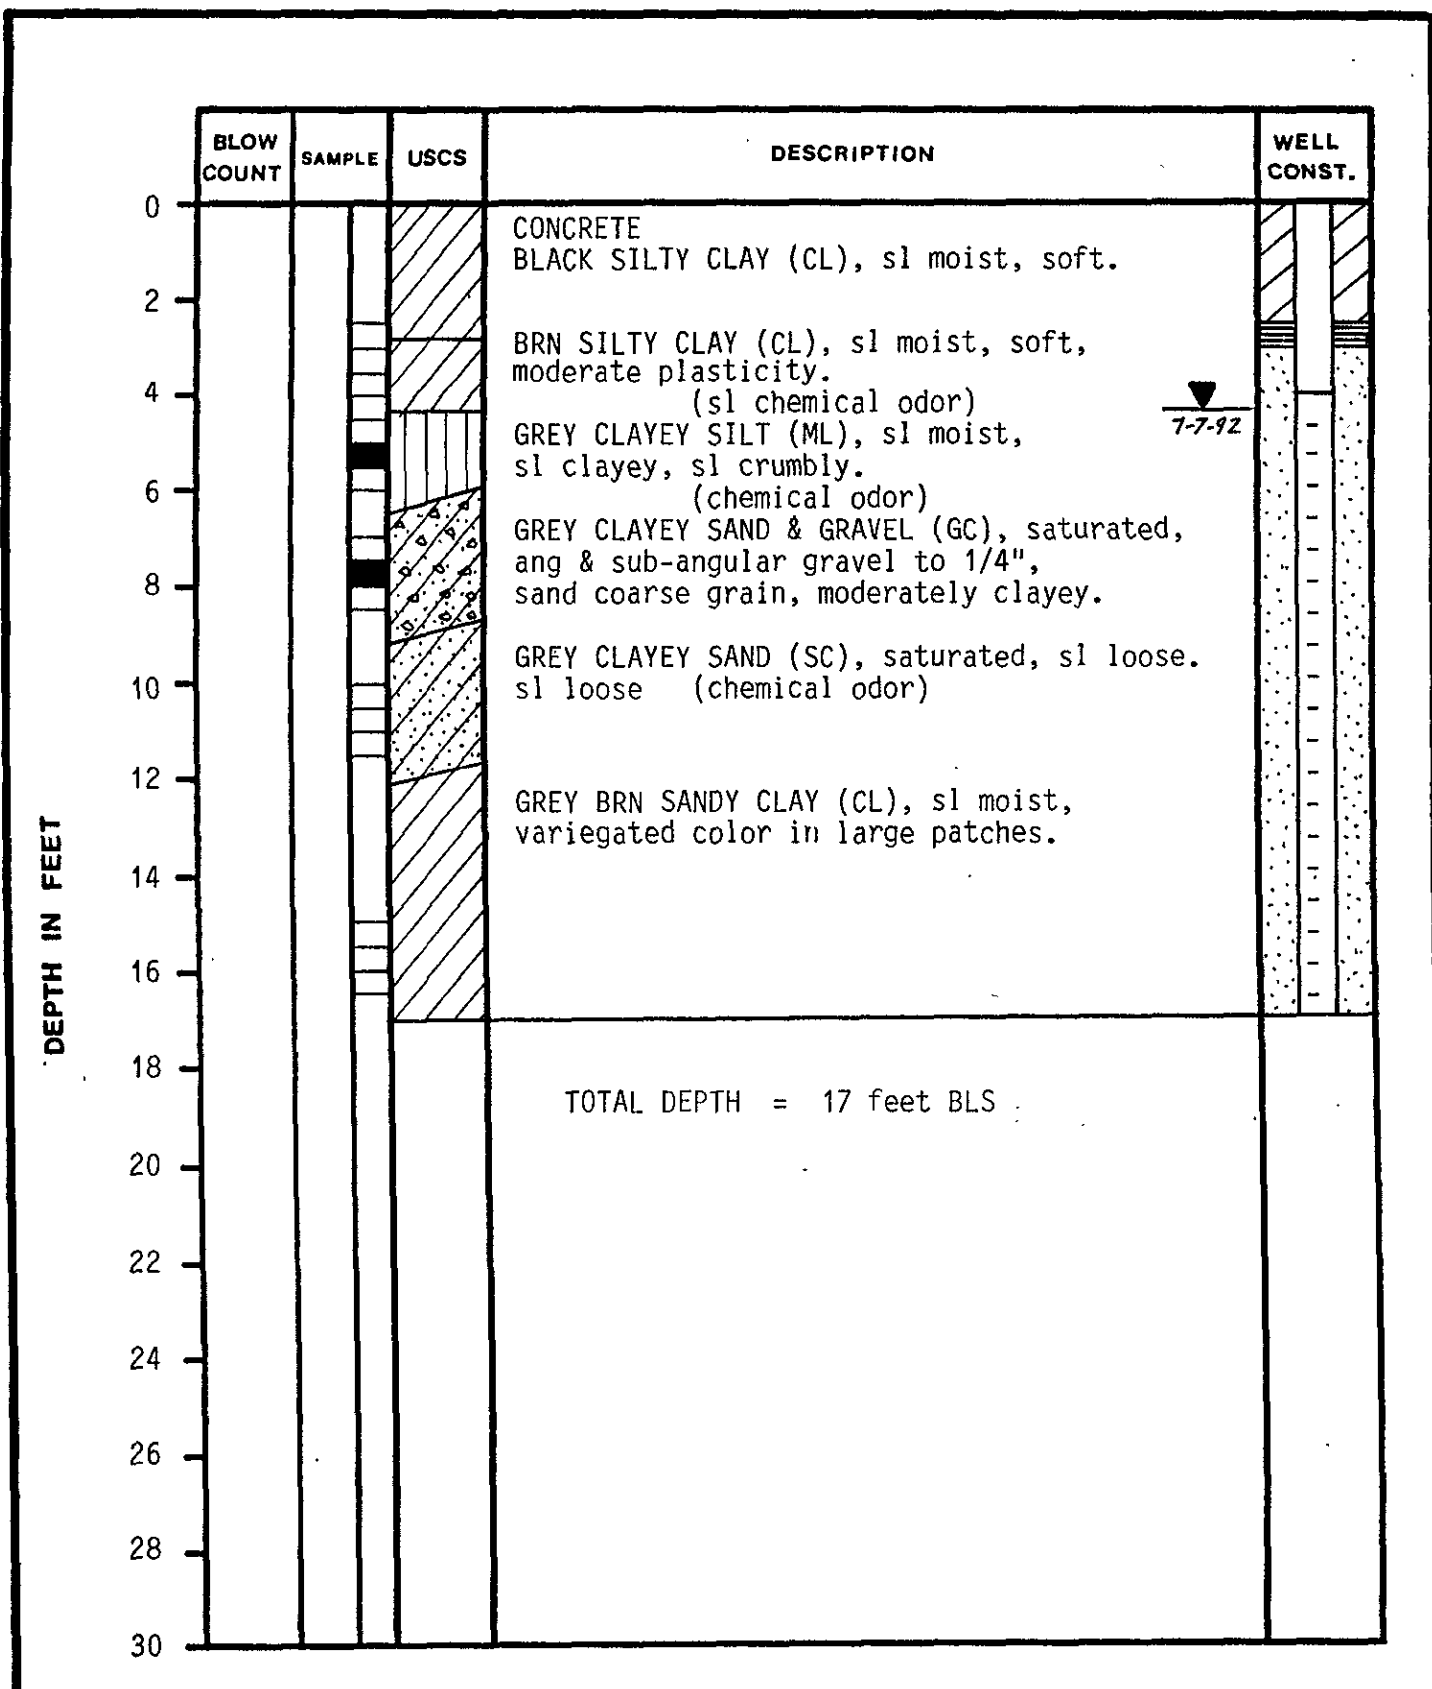 BLOW COUNT
SAMPLE
USCS
DESCRIPTION
WELL CONST.
0
CONCRETE
BLACK SILTY CLAY (CL), sl moist, soft.
2
BRN SILTY CLAY (CL), sl moist, soft,
moderate plasticity.
4
(sl chemical odor)
7-7-92
GREY CLAYEY SILT (ML), sl moist,
sl clayey, sl crumbly.
6
(chemical odor)
GREY CLAYEY SAND & GRAVEL (GC), saturated,
ang & sub-angular gravel to 1/4",
8
sand coarse grain, moderately clayey.
GREY CLAYEY SAND (SC), saturated, sl loose.
10
sl loose (chemical odor)
12
GREY BRN SANDY CLAY (CL), sl moist,
variegated color in large patches.
14
DEPTH IN FEET
16
18
TOTAL DEPTH = 17 feet BLS
20
22
24
26
28
30